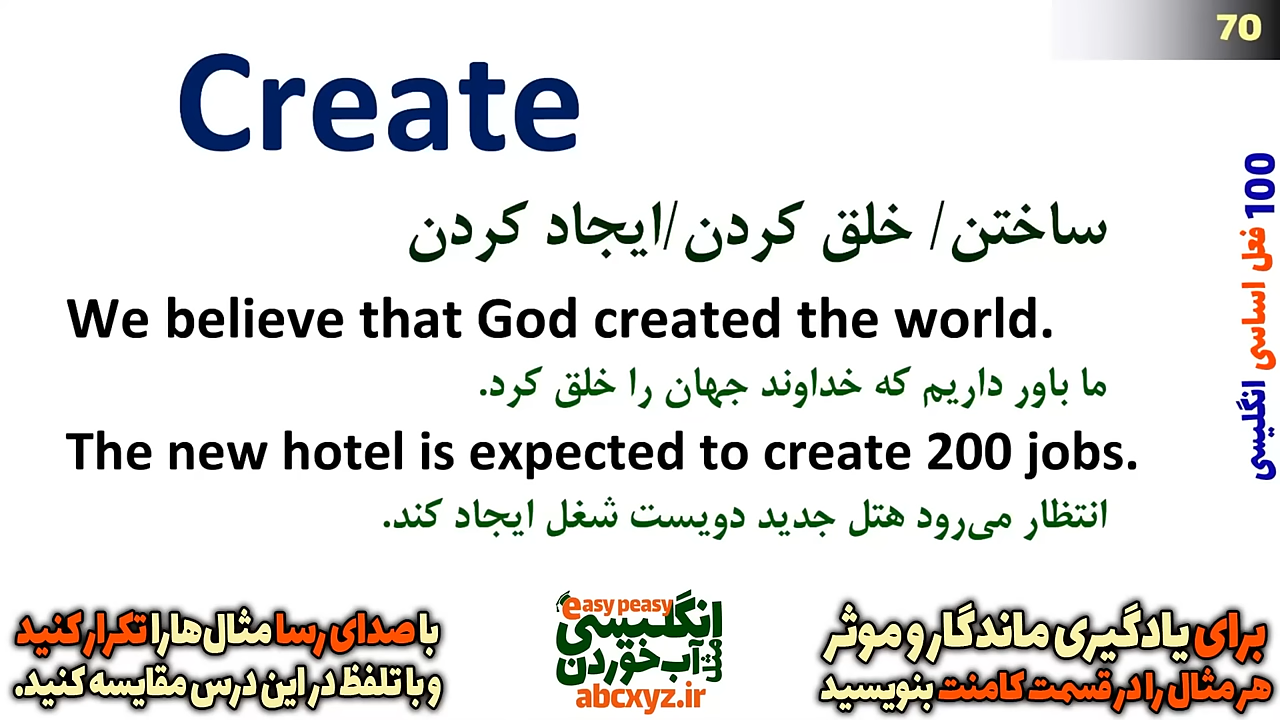 70
Create
ساختن/ خلق کردن/ایجاد کردن
We believe that God created the world.
ما باور داریم که خداوند جهان را خلق کرد.
The new hotel is expected to create 200 jobs.
انتظار می‌رود هتل جدید دویست شغل ایجاد کند.
100 فعل اساسی انگلیسی
برای یادگیری ماندگار و موثر
هر مثال را در قسمت کامنت بنویسید
easy peasy
انگلیسی
مثل آب خوردن
abcxyz.ir
با صدای رسا مثال‌ها را تکرار کنید
و با تلفظ در این درس مقایسه کنید.